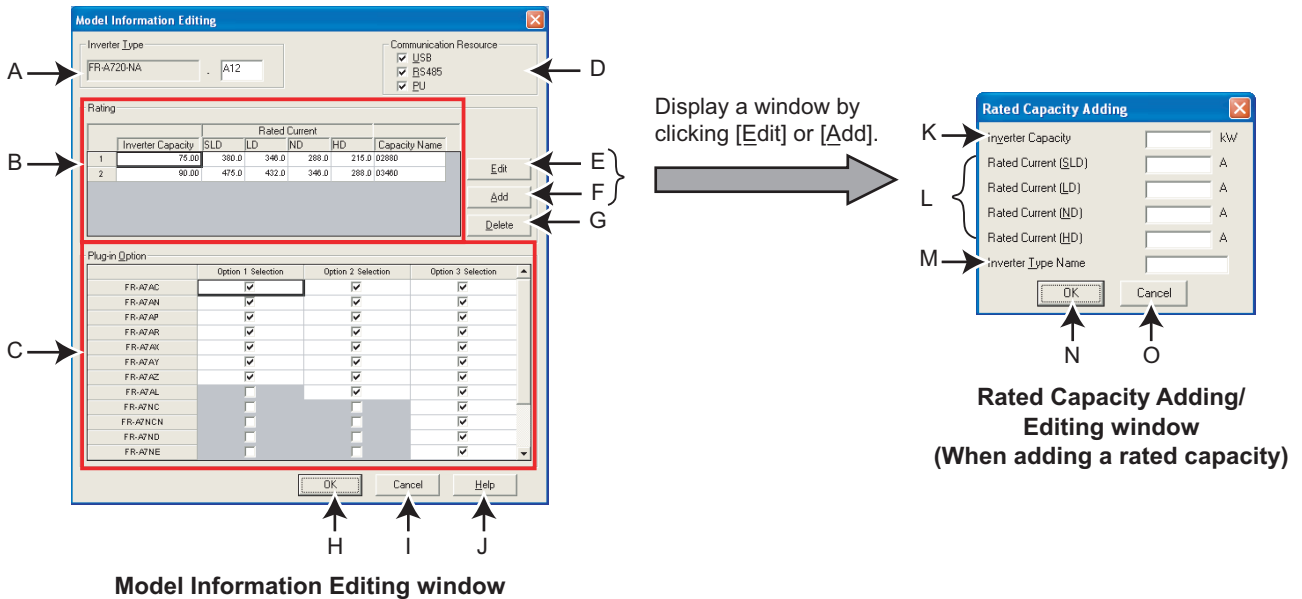 Model Information Editing
Inverter Type
FR-A720-NA . A12
Communication Resource
USB
RS485
PU
A
D
Rating
Rated Current
Inverter Capacity SLD LD ND HD Capacity Name
1 75.00 380.0 346.0 288.0 215.0 02880
2 90.00 475.0 432.0 346.0 288.0 03460
B
Edit
E
Add
F
Delete
G
Plug-in Option
Option 1 Selection Option 2 Selection Option 3 Selection
FR-A7AC
FR-A7AN
FR-A7AP
FR-A7AR
FR-A7AX
FR-A7AY
FR-A7AZ
FR-A7AL
FR-A7NC
FR-A7NCN
FR-A7ND
FR-A7NE
C
OK Cancel Help
H I J
Model Information Editing window
Display a window by
clicking [Edit] or [Add].
Rated Capacity Adding
K
Inverter Capacity kW
Rated Current (SLD) A
Rated Current (LD) A
L
Rated Current (ND) A
Rated Current (HD) A
M
Inverter Type Name
OK Cancel
N O
Rated Capacity Adding/
Editing window
(When adding a rated capacity)